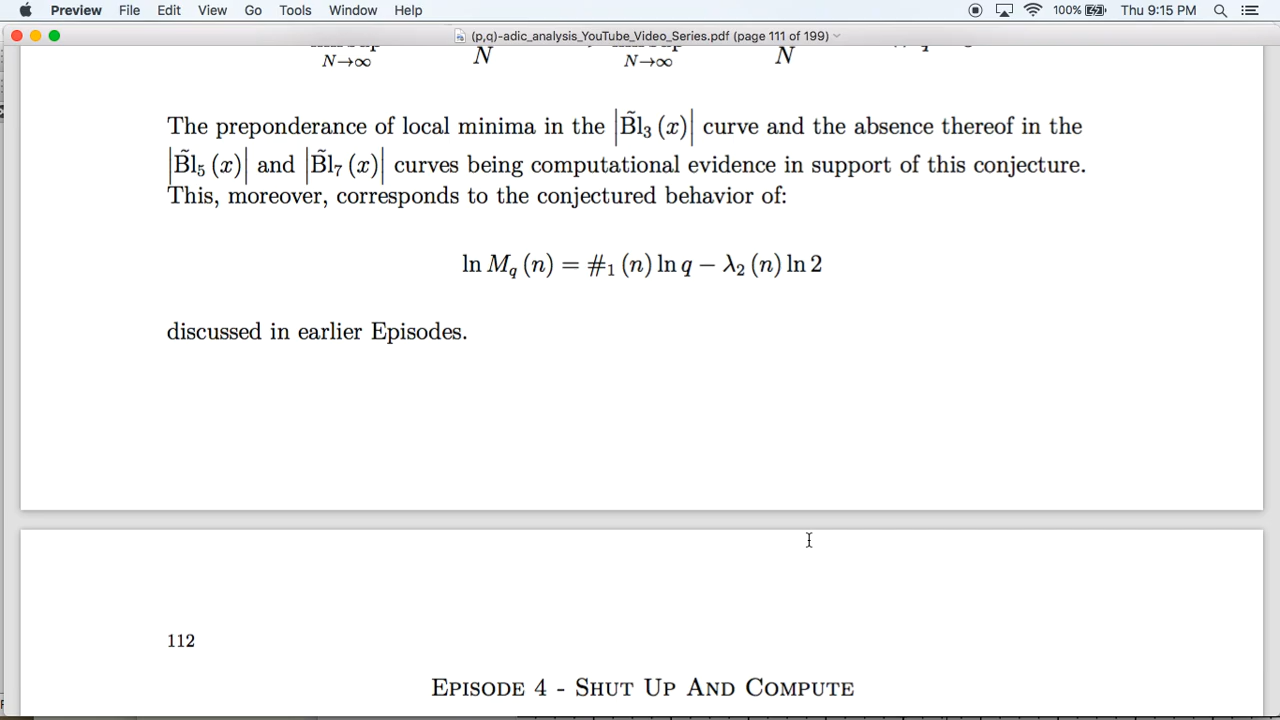 Preview File Edit View Go Tools Window Help 100% Thu 9:15 PM
(p,q)-adic_analysis_YouTube_Video_Series.pdf (page 111 of 199)
N→∞ N N→∞ N
The preponderance of local minima in the |B̃l₃ (x)| curve and the absence thereof in the
|B̃l₅ (x)| and |B̃l₇ (x)| curves being computational evidence in support of this conjecture.
This, moreover, corresponds to the conjectured behavior of:
ln M_q (n) = #₁ (n) ln q − λ₂ (n) ln 2
discussed in earlier Episodes.
112
Episode 4 - Shut Up And Compute